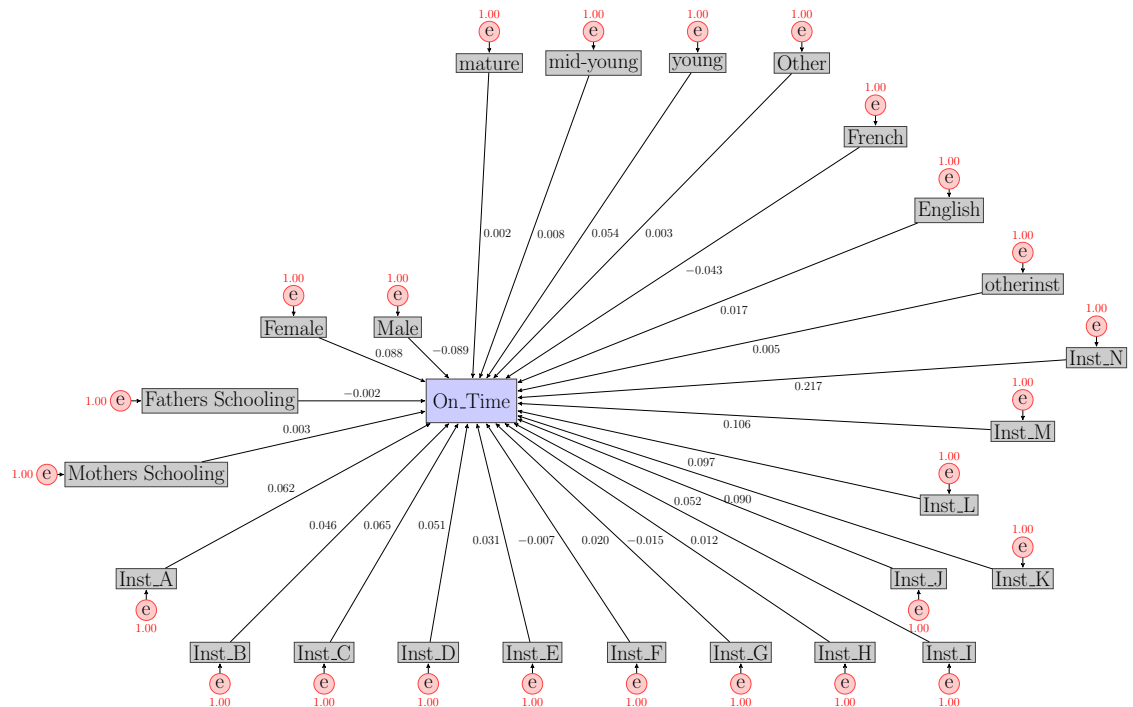 1.00 1.00 1.00 1.00
e e e e
mature mid-young young Other
1.00
e
French
1.00
e
English
0.002 0.008 0.054 0.003
1.00
e
otherinst
−0.043
1.00 1.00
e e
Female Male
0.017
1.00
e
Inst_N
0.088 −0.089
0.005
0.217
1.00 e Fathers Schooling −0.002 On_Time
1.00
e
Inst_M
0.106
0.003
1.00 e Mothers Schooling
0.097
1.00
e
Inst_L
0.062
0.052 0.090
0.046 0.065 0.051 0.031 −0.007 0.020 −0.015 0.012
1.00
e
Inst_A Inst_J Inst_K
e e
1.00 1.00
Inst_B Inst_C Inst_D Inst_E Inst_F Inst_G Inst_H Inst_I
e e e e e e e e
1.00 1.00 1.00 1.00 1.00 1.00 1.00 1.00